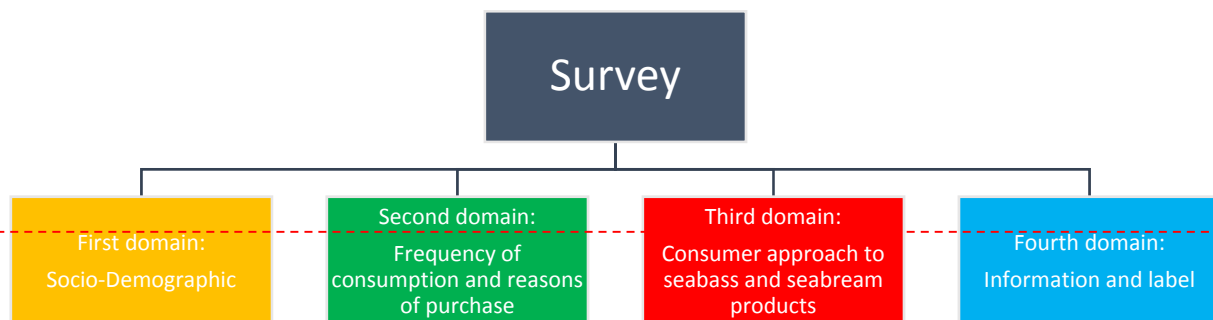 Survey
First domain:
Socio-Demographic
Second domain:
Frequency of
consumption and reasons
of purchase
Third domain:
Consumer approach to
seabass and seabream
products
Fourth domain:
Information and label